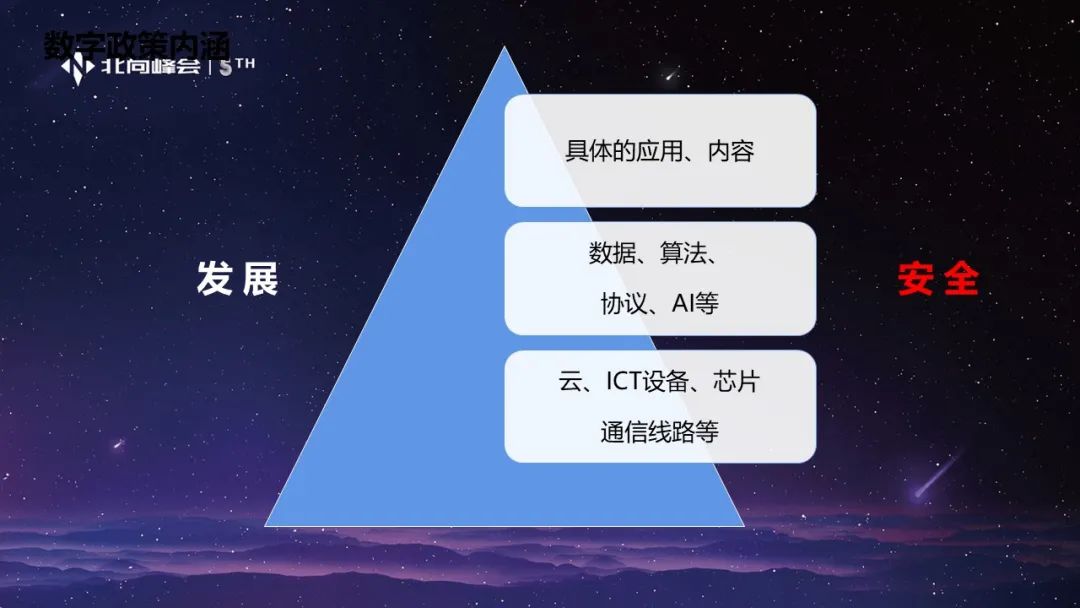 数字政策内涵
北尚峰会 | 5TH
具体的应用、内容
数据、算法、
协议、AI等
云、ICT设备、芯片
通信线路等
发展
安全